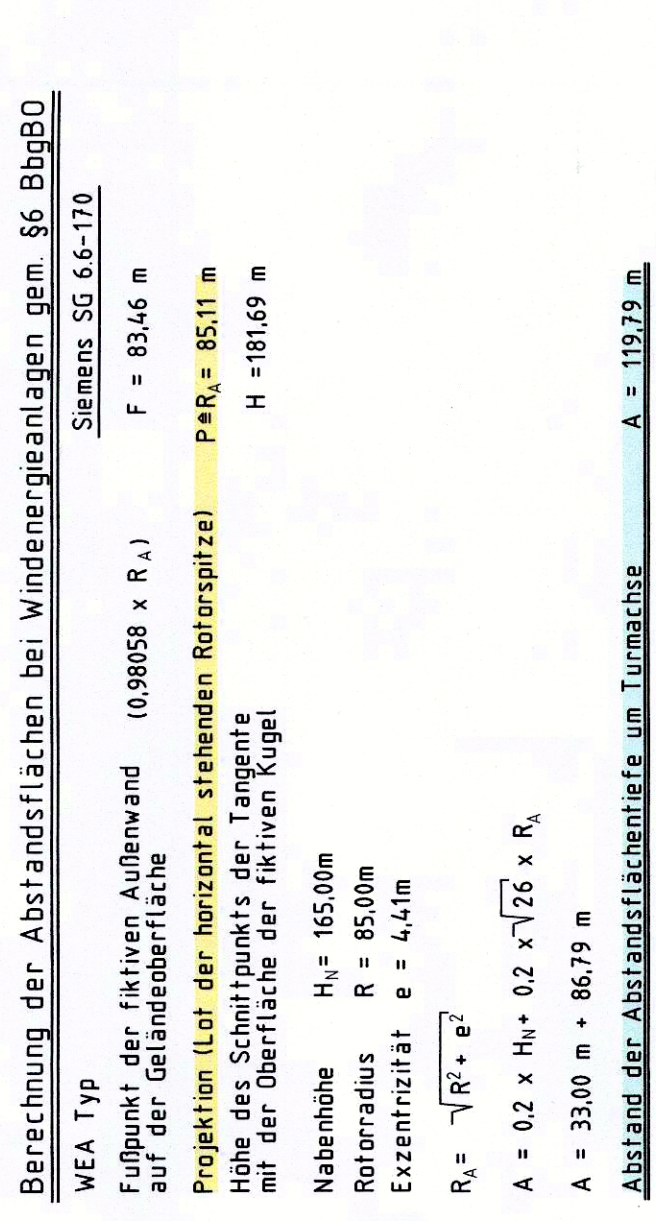 Berechnung der Abstandsflächen bei Windenergieanlagen gem. §6 BbgBO
WEA Typ Siemens SG 6.6-170
Fußpunkt der fiktiven Außenwand (0,98058 x R_A) F = 83,46 m
auf der Geländeoberfläche
Projektion (Lot der horizontal stehenden Rotorspitze) P≙R_A = 85,11 m
Höhe des Schnittpunkts der Tangente H =181,69 m
mit der Oberfläche der fiktiven Kugel
Nabenhöhe H_N = 165,00m
Rotorradius R = 85,00m
Exzentrizität e = 4,41m
R_A = √R² + e²
A = 0,2 x H_N + 0,2 x √26 x R_A
A = 33,00 m + 86,79 m
Abstand der Abstandsflächentiefe um Turmachse A = 119,79 m